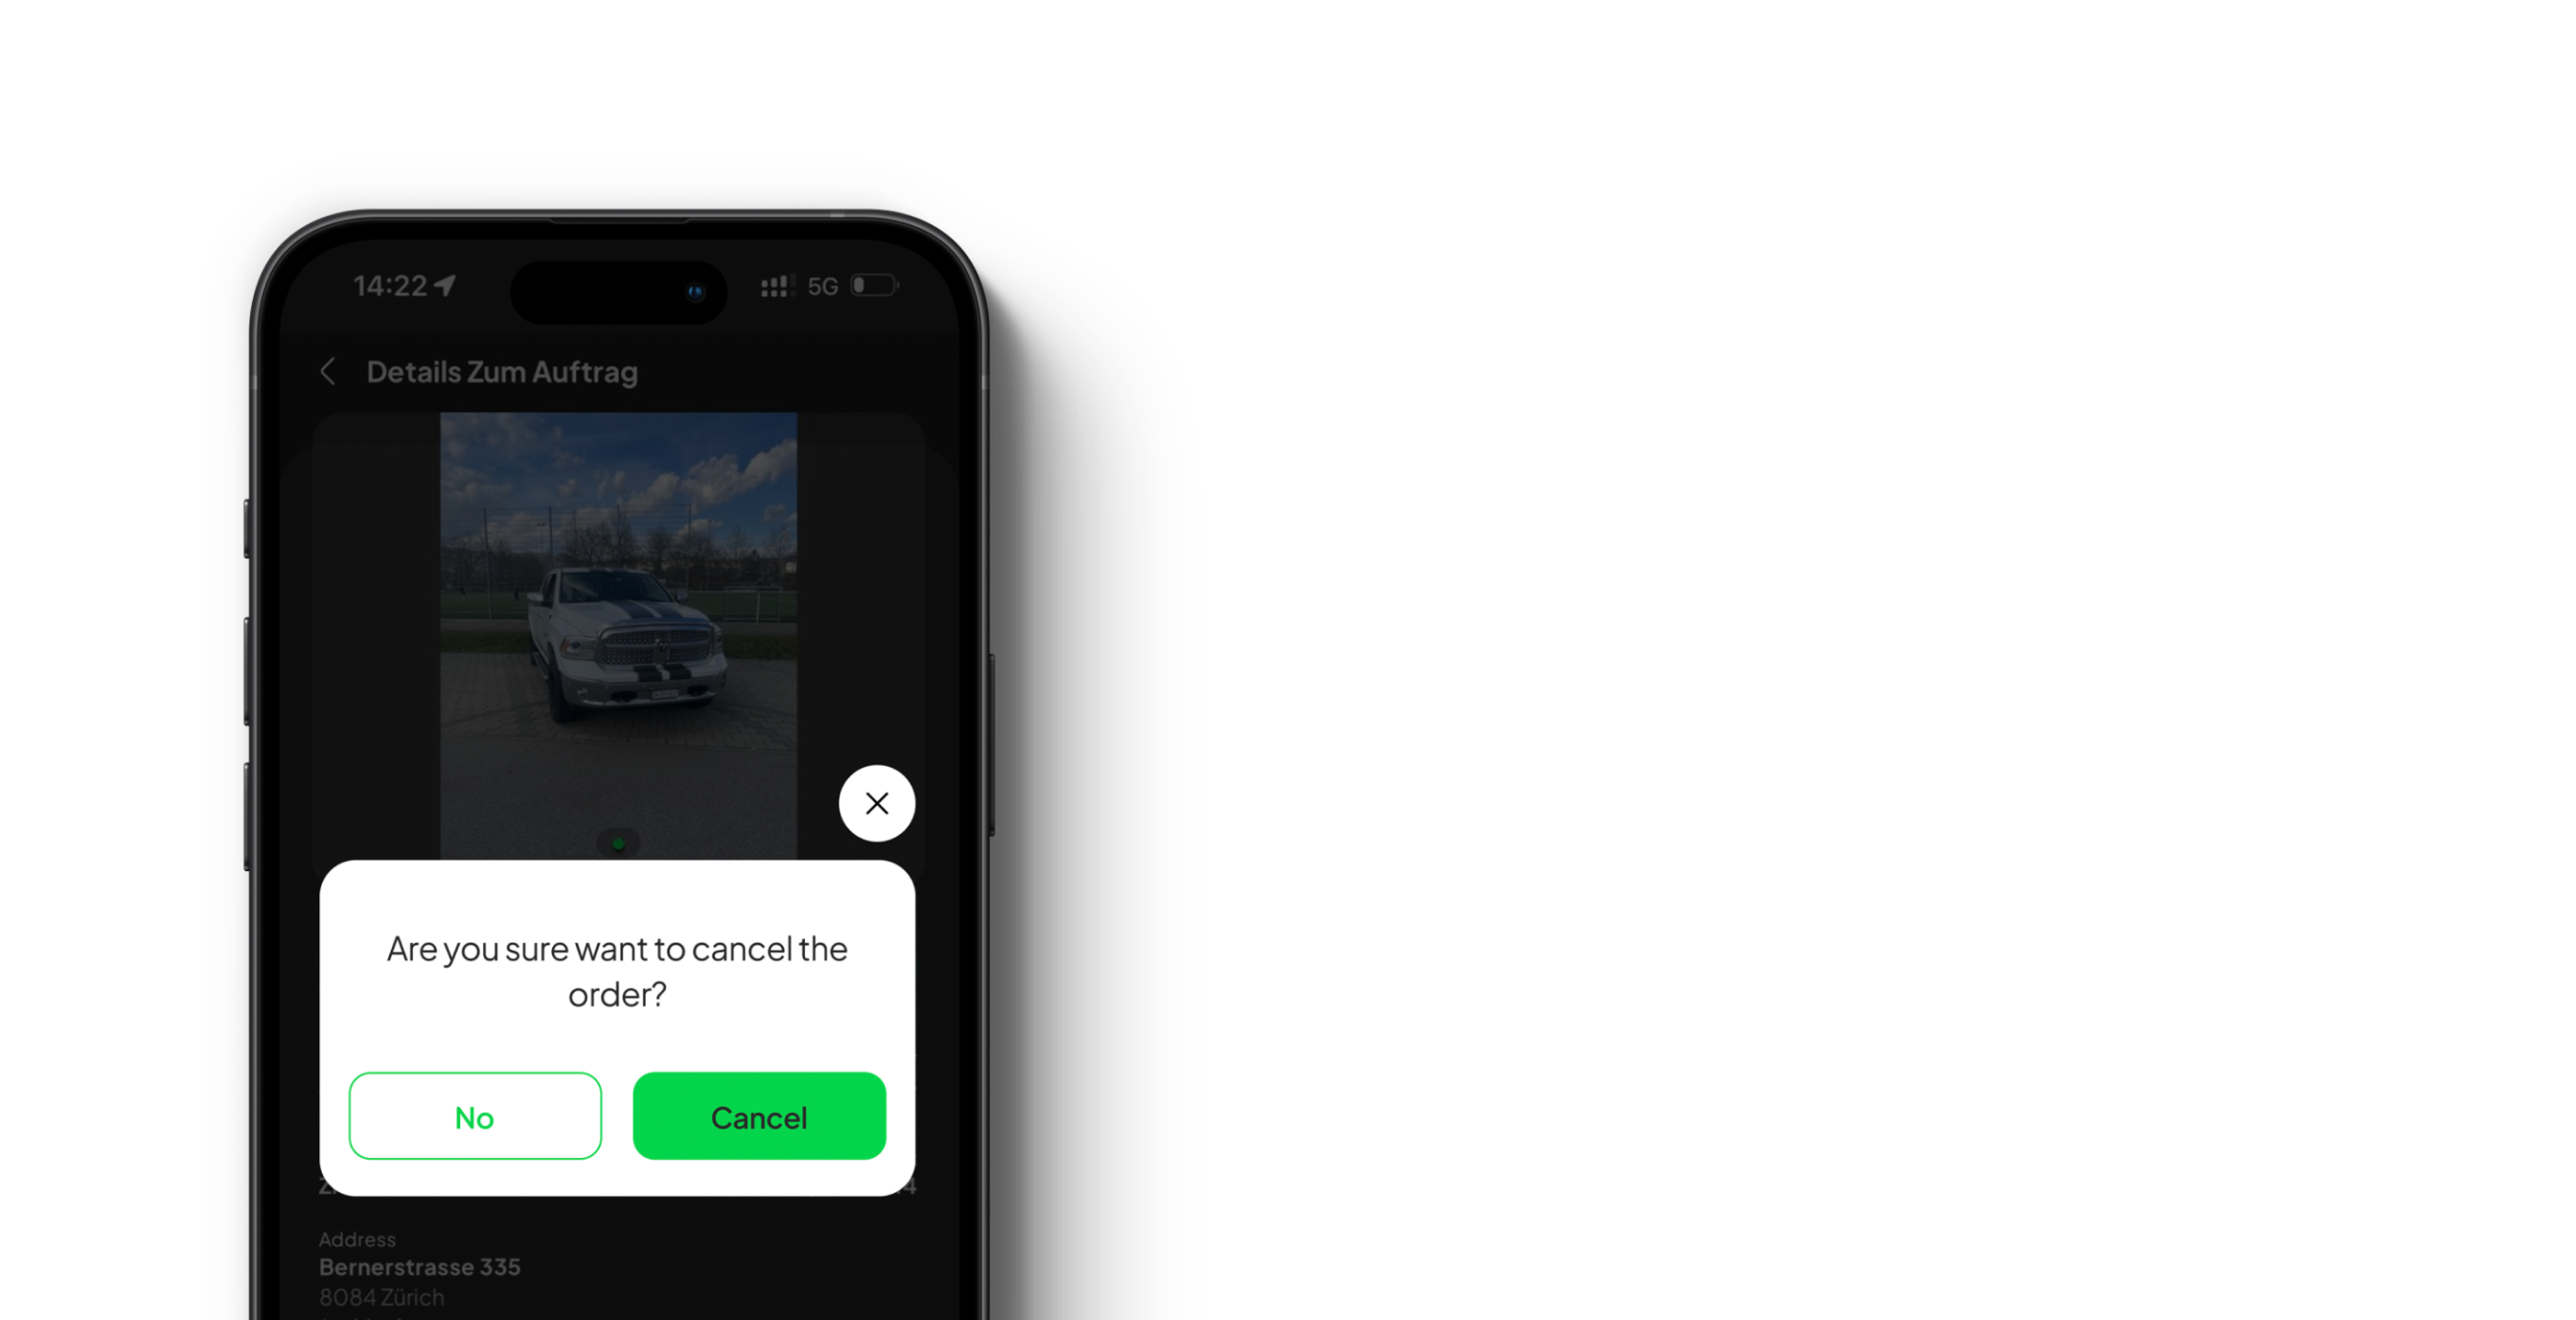 14:22
5G
Details Zum Auftrag
Are you sure want to cancel the
order?
No
Cancel
Address
Bernerstrasse 335
8084 Zürich